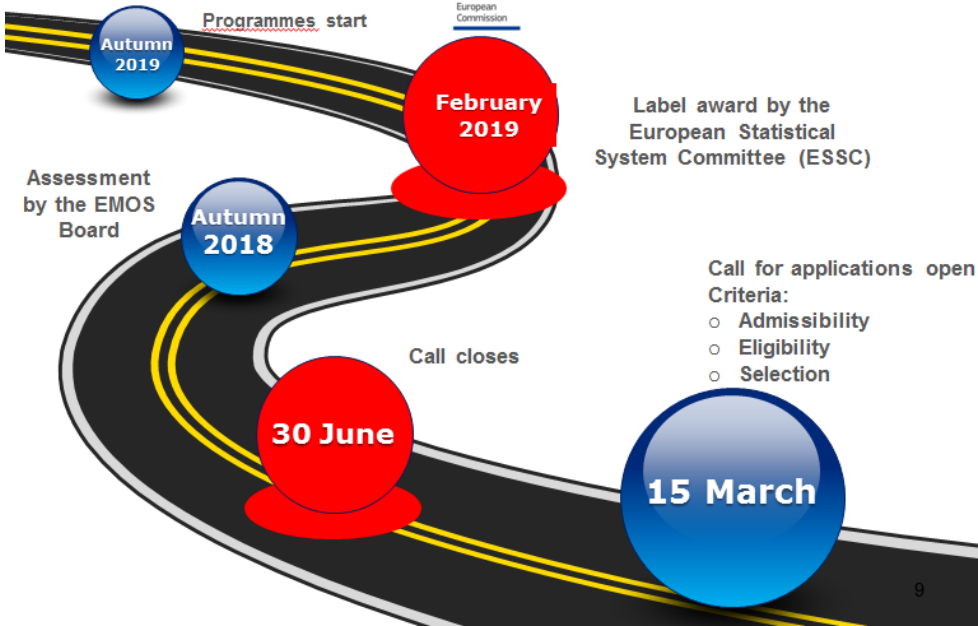 European
Commission
Programmes start
Autumn
2019
February
2019
Label award by the
European Statistical
System Committee (ESSC)
Assessment
by the EMOS
Board
Autumn
2018
Call for applications open
Criteria:
o Admissibility
o Eligibility
o Selection
Call closes
30 June
15 March
9